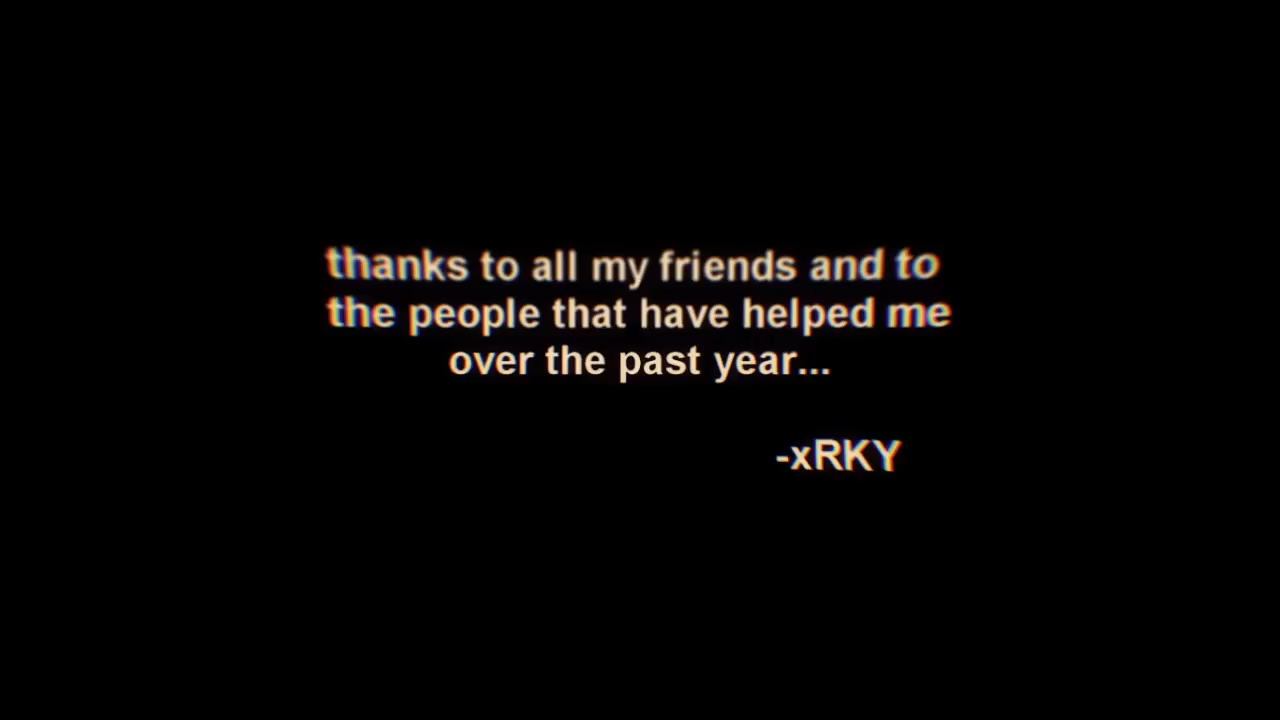 thanks to all my friends and to
the people that have helped me
over the past year...
-xRKY